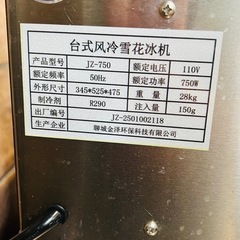 台式风冷雪花冰机
产品型号 JZ-750 额定电压 110V
额定频率 50Hz 额定功率 750W
外形尺寸 345*525*475 重量 28kg
制冷剂 R290 注入量 150g
出厂编号 JZ-2501002118
生产企业 聊城金泽环保科技有限公司